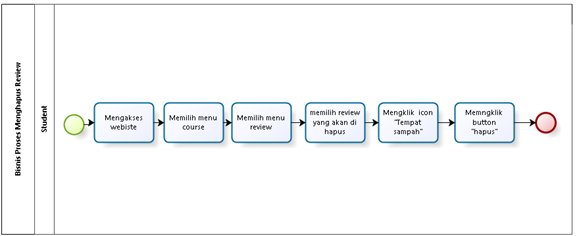 Bisnis Proses Menghapus Review
Student
Mengakses
webiste
Memilih menu
course
Memilih menu
review
memilih review
yang akan di
hapus
Mengklik icon
"Tempat
sampah"
Memngklik
button
"hapus"